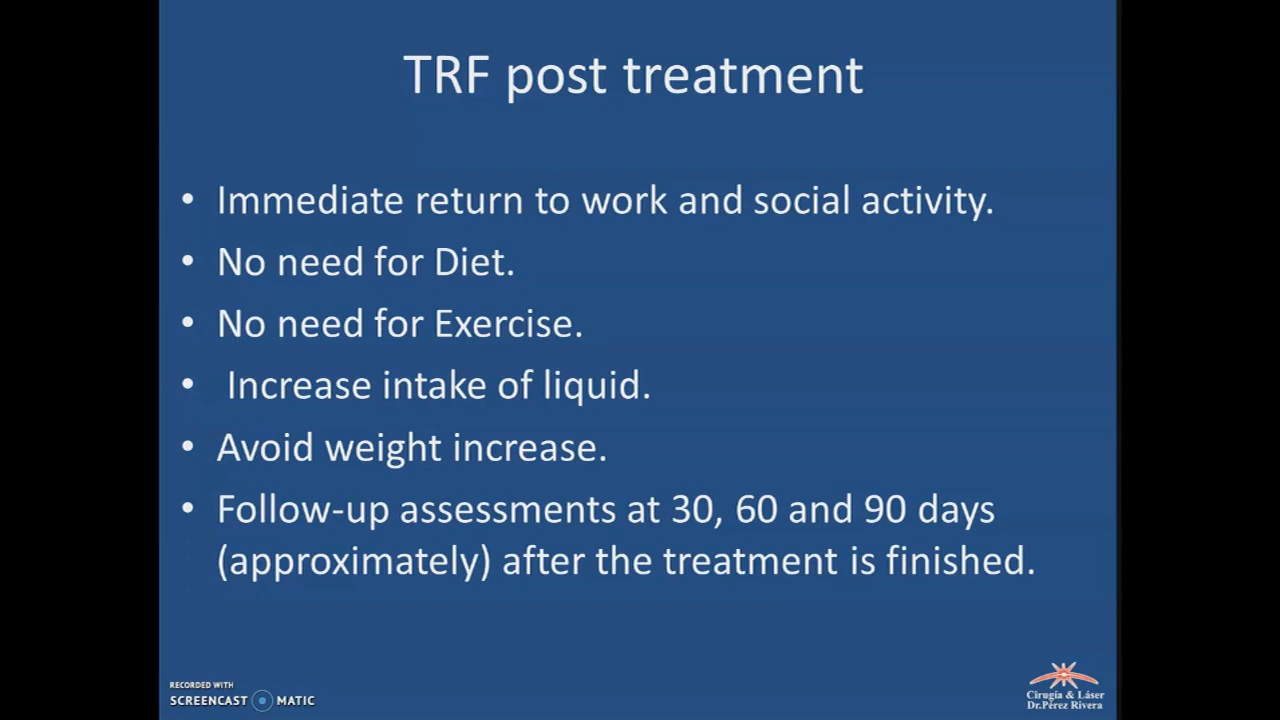 TRF post treatment
• Immediate return to work and social activity.
• No need for Diet.
• No need for Exercise.
• Increase intake of liquid.
• Avoid weight increase.
• Follow-up assessments at 30, 60 and 90 days
(approximately) after the treatment is finished.
RECORDED WITH
SCREENCAST MATIC
Cirugía & Láser
Dr.Pérez Rivera